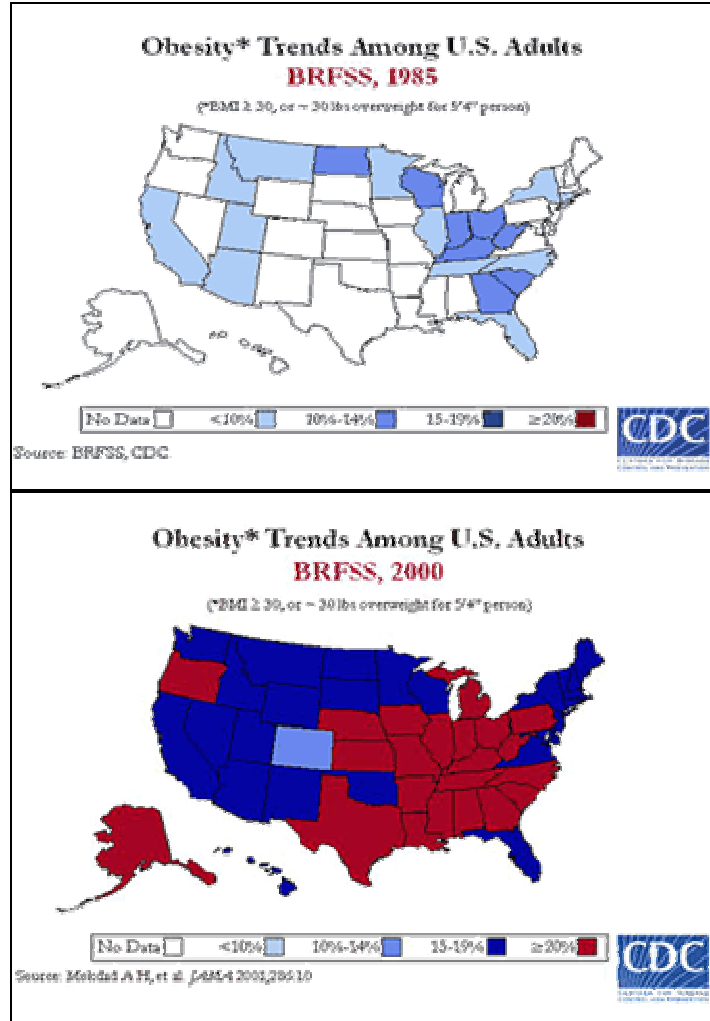 Obesity* Trends Among U.S. Adults
BRFSS, 1985
(*BMI ≥ 30, or ~ 30 lbs overweight for 5'4" person)
No Data <10% 10%-14% 15-19% ≥20%
CDC
Source: BRFSS, CDC.
Obesity* Trends Among U.S. Adults
BRFSS, 2000
(*BMI ≥ 30, or ~ 30 lbs overweight for 5'4" person)
No Data <10% 10%-14% 15-19% ≥20%
CDC
Source: Mokdad A H, et al. JAMA